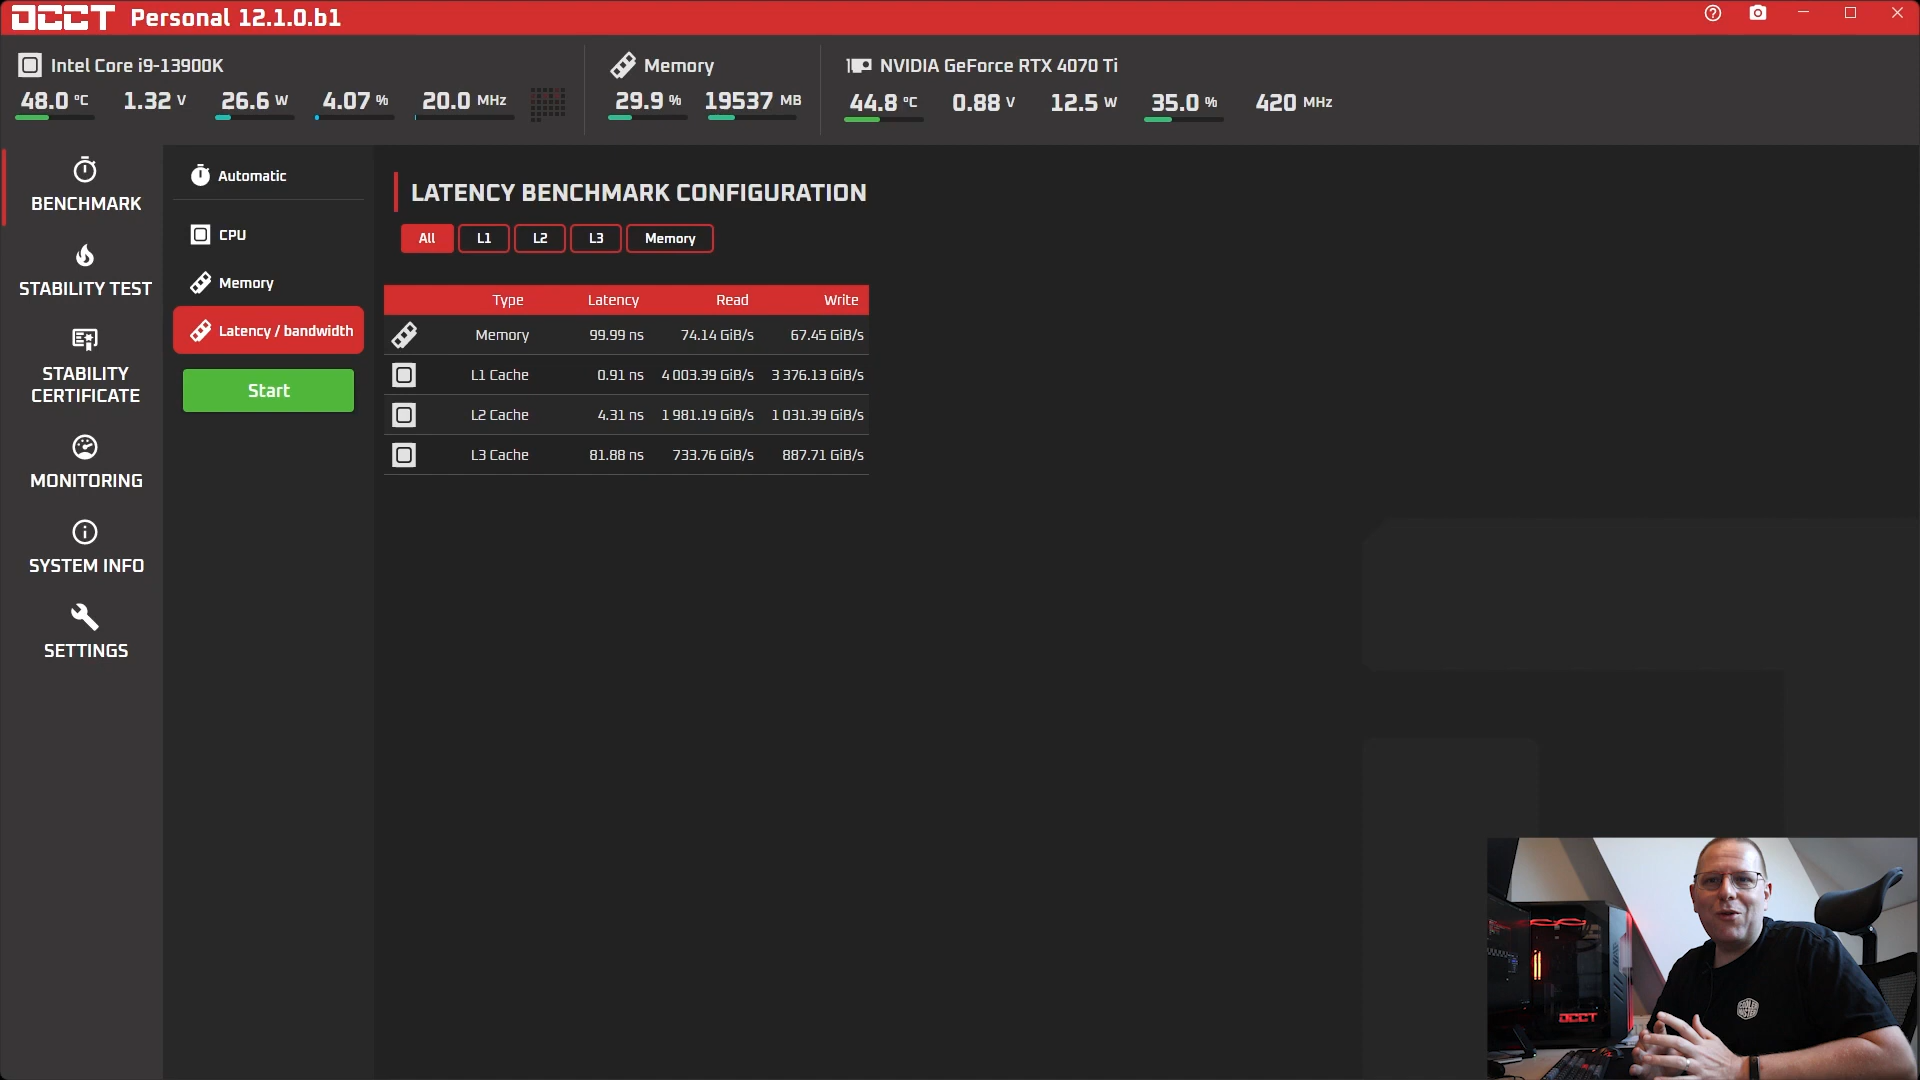 OCCT Personal 12.1.0.b1
Intel Core i9-13900K
48.0 ºC 1.32 V 26.6 W 4.07 % 20.0 MHz
Memory
29.9 % 19537 MB
NVIDIA GeForce RTX 4070 Ti
44.8 ºC 0.88 V 12.5 W 35.0 % 420 MHz
BENCHMARK
STABILITY TEST
STABILITY
CERTIFICATE
MONITORING
SYSTEM INFO
SETTINGS
Automatic
CPU
Memory
Latency / bandwidth
Start
LATENCY BENCHMARK CONFIGURATION
All L1 L2 L3 Memory
Type Latency Read Write
Memory 99.99 ns 74.14 GiB/s 67.45 GiB/s
L1 Cache 0.91 ns 4 003.39 GiB/s 3 376.13 GiB/s
L2 Cache 4.31 ns 1 981.19 GiB/s 1 031.39 GiB/s
L3 Cache 81.88 ns 733.76 GiB/s 887.71 GiB/s
OCCT
COOLER
MASTER